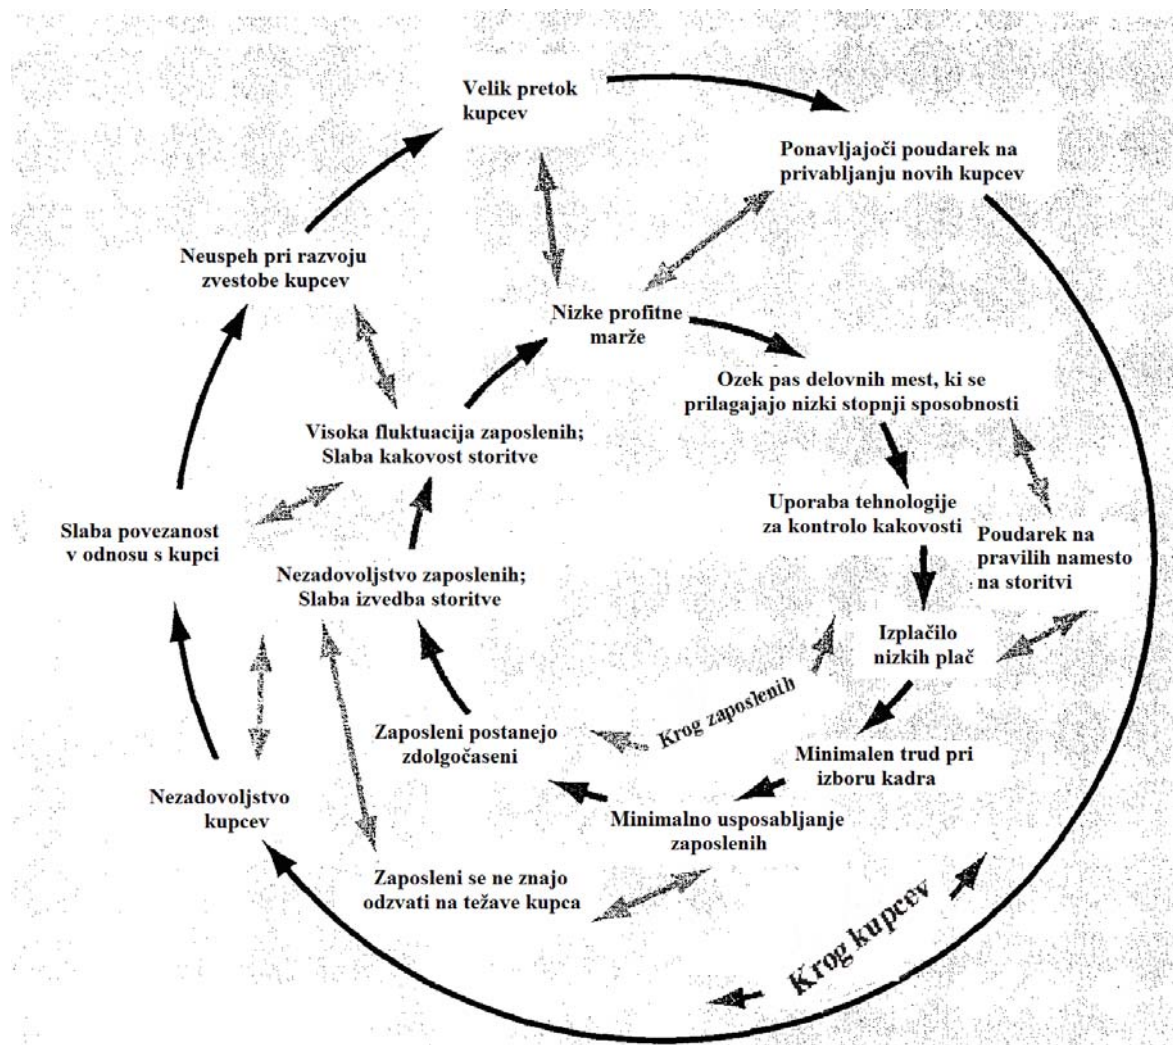 Velik pretok
kupcev
Ponavljajoči poudarek na
privabljanju novih kupcev
Neuspeh pri razvoju
zvestobe kupcev
Nizke profitne
marže
Ozek pas delovnih mest, ki se
prilagajajo nizki stopnji sposobnosti
Visoka fluktuacija zaposlenih;
Slaba kakovost storitve
Uporaba tehnologije
za kontrolo kakovosti
Poudarek na
pravilih namesto
na storitvi
Slaba povezanost
v odnosu s kupci
Nezadovoljstvo zaposlenih;
Slaba izvedba storitve
Izplačilo
nizkih plač
Krog zaposlenih
Zaposleni postanejo
zdolgočaseni
Minimalen trud pri
izboru kadra
Nezadovoljstvo
kupcev
Minimalno usposabljanje
zaposlenih
Zaposleni se ne znajo
odzvati na težave kupca
Krog kupcev